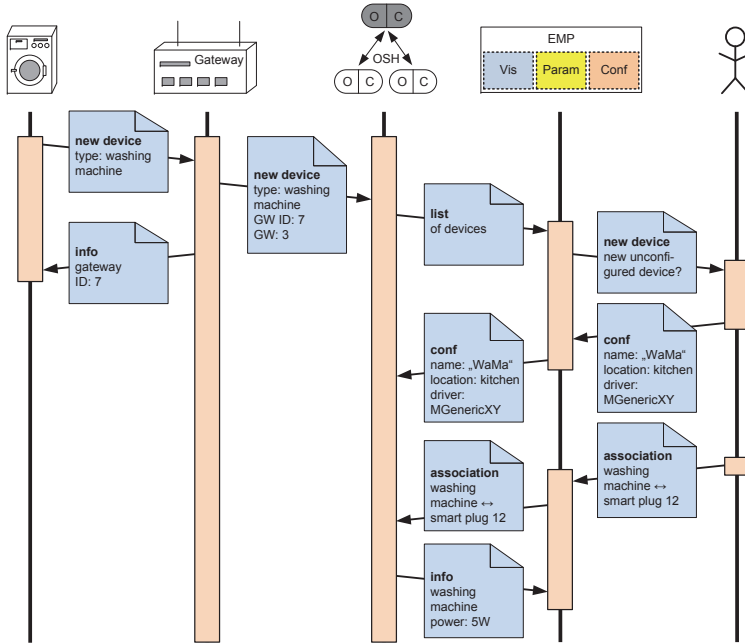 O C
Gateway
OSH
O C
O C
EMP
Vis
Param
Conf
new device
type: washing
machine
new device
type: washing
machine
GW ID: 7
GW: 3
list
of devices
new device
new unconfi-
gured device?
info
gateway
ID: 7
conf
name: „WaMa“
location: kitchen
driver:
MGenericXY
conf
name: „WaMa“
location: kitchen
driver:
MGenericXY
association
washing
machine ↔
smart plug 12
association
washing
machine ↔
smart plug 12
info
washing
machine
power: 5W